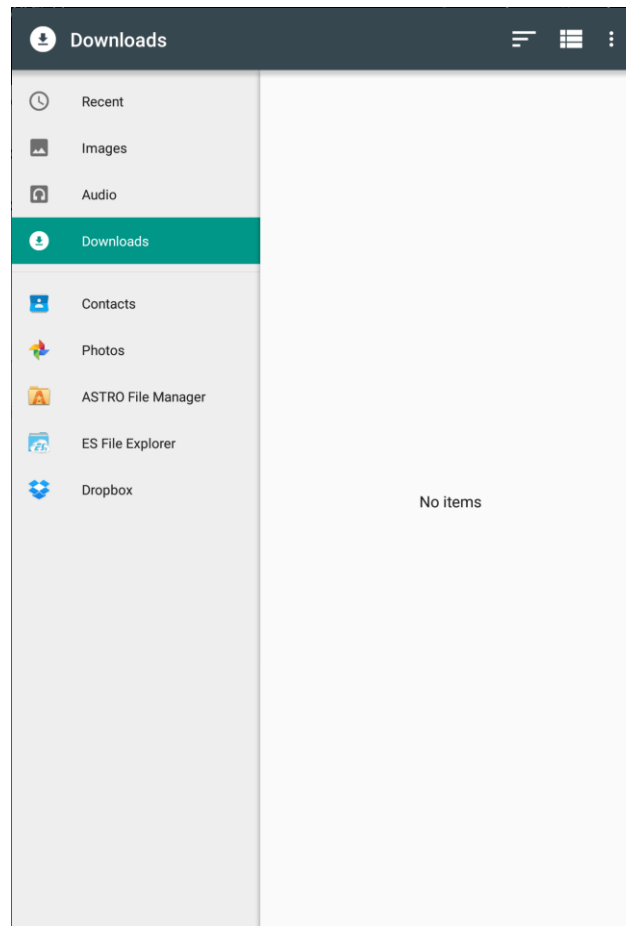 Downloads
Recent
Images
Audio
Downloads
Contacts
Photos
ASTRO File Manager
ES File Explorer
Dropbox
No items